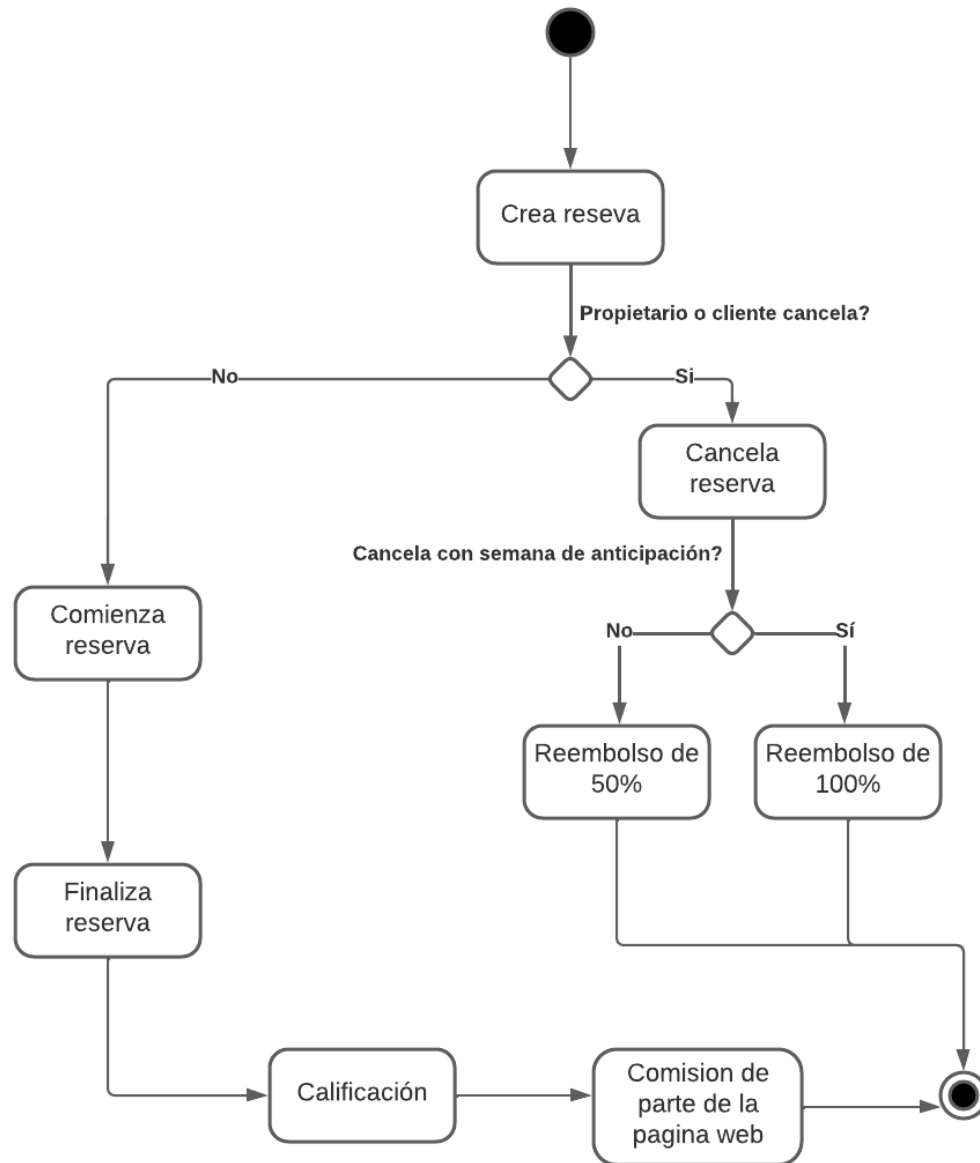 Crea reseva
Propietario o cliente cancela?
No
Si
Cancela
reserva
Cancela con semana de anticipación?
No
Sí
Comienza
reserva
Reembolso de
50%
Reembolso de
100%
Finaliza
reserva
Calificación
Comision de
parte de la
pagina web